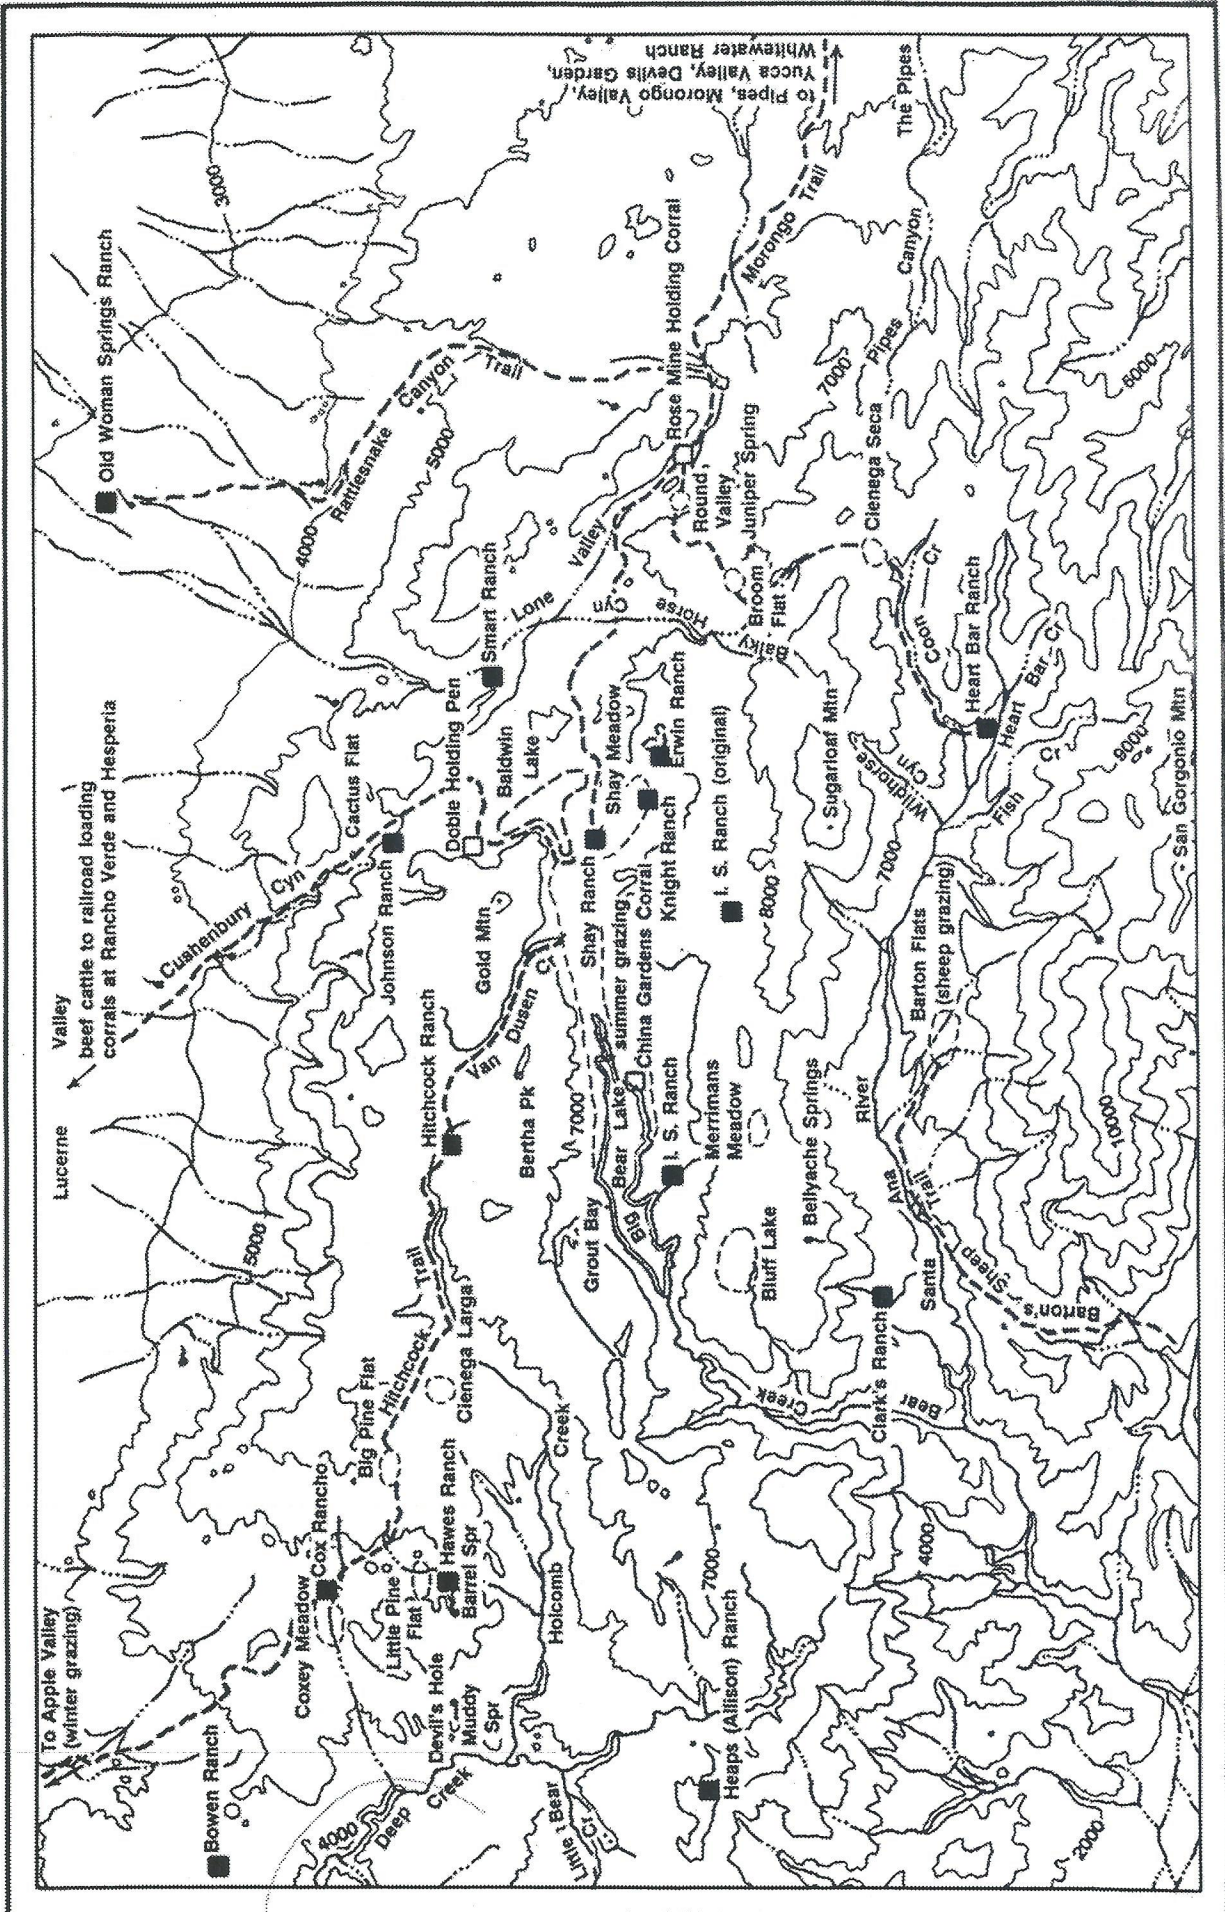 To Apple Valley
(winter grazing)
Lucerne
Valley
beef cattle to railroad loading
corrals at Rancho Verde and Hesperia
Old Woman Springs Ranch
3000
Bowen Ranch
5000
Cushenbury
Cyn
Cactus Flat
4000
Rattlesnake
Canyon
Trail
5000
Coxey Meadow
Cox Rancho
Big Pine Flat
Johnson Ranch
4000
Deep
Creek
Little Pine
Flat
Hitchcock
Trail
Hitchcock Ranch
Doble Holding Pen
Smart Ranch
Devil's Hole
Muddy
Spr
Hawes Ranch
Barrel Spr
Cienega Larga
Van
Dusen
Cr
Gold Mtn
Baldwin
Lake
Lone
Valley
Bertha Pk
Holcomb
Creek
7000
Little Bear
Cr
Grout Bay
Big
Bear
Lake
summer grazing
China Gardens Corral
Shay Ranch
Shay Meadow
Cyn
Horse
Balky
Rose Mine Holding Corral
Round
Valley
Juniper Spring
Morongo
Trail
to Pipes, Morongo Valley,
Yucca Valley, Devils Garden,
Whitewater Ranch
Heaps (Allison) Ranch
7000
I. S. Ranch
Merrimans
Meadow
Knight Ranch
Erwin Ranch
I. S. Ranch (original)
8000
Broom
Flat
Bluff Lake
Bellyache Springs
Sugarloaf Mtn
7000
Pipes
Canyon
The Pipes
Cienega Seca
Creek
Bear
Clark's Ranch
Santa
Ana
River
7000
Wildhorse
Cyn
Coon
Cr
Heart Bar Ranch
4000
Barton's
Sheep
Trail
Barton Flats
(sheep grazing)
Fish
Cr
Heart
Bar
Cr
6000
2000
10000
9000
San Gorgonio Mtn